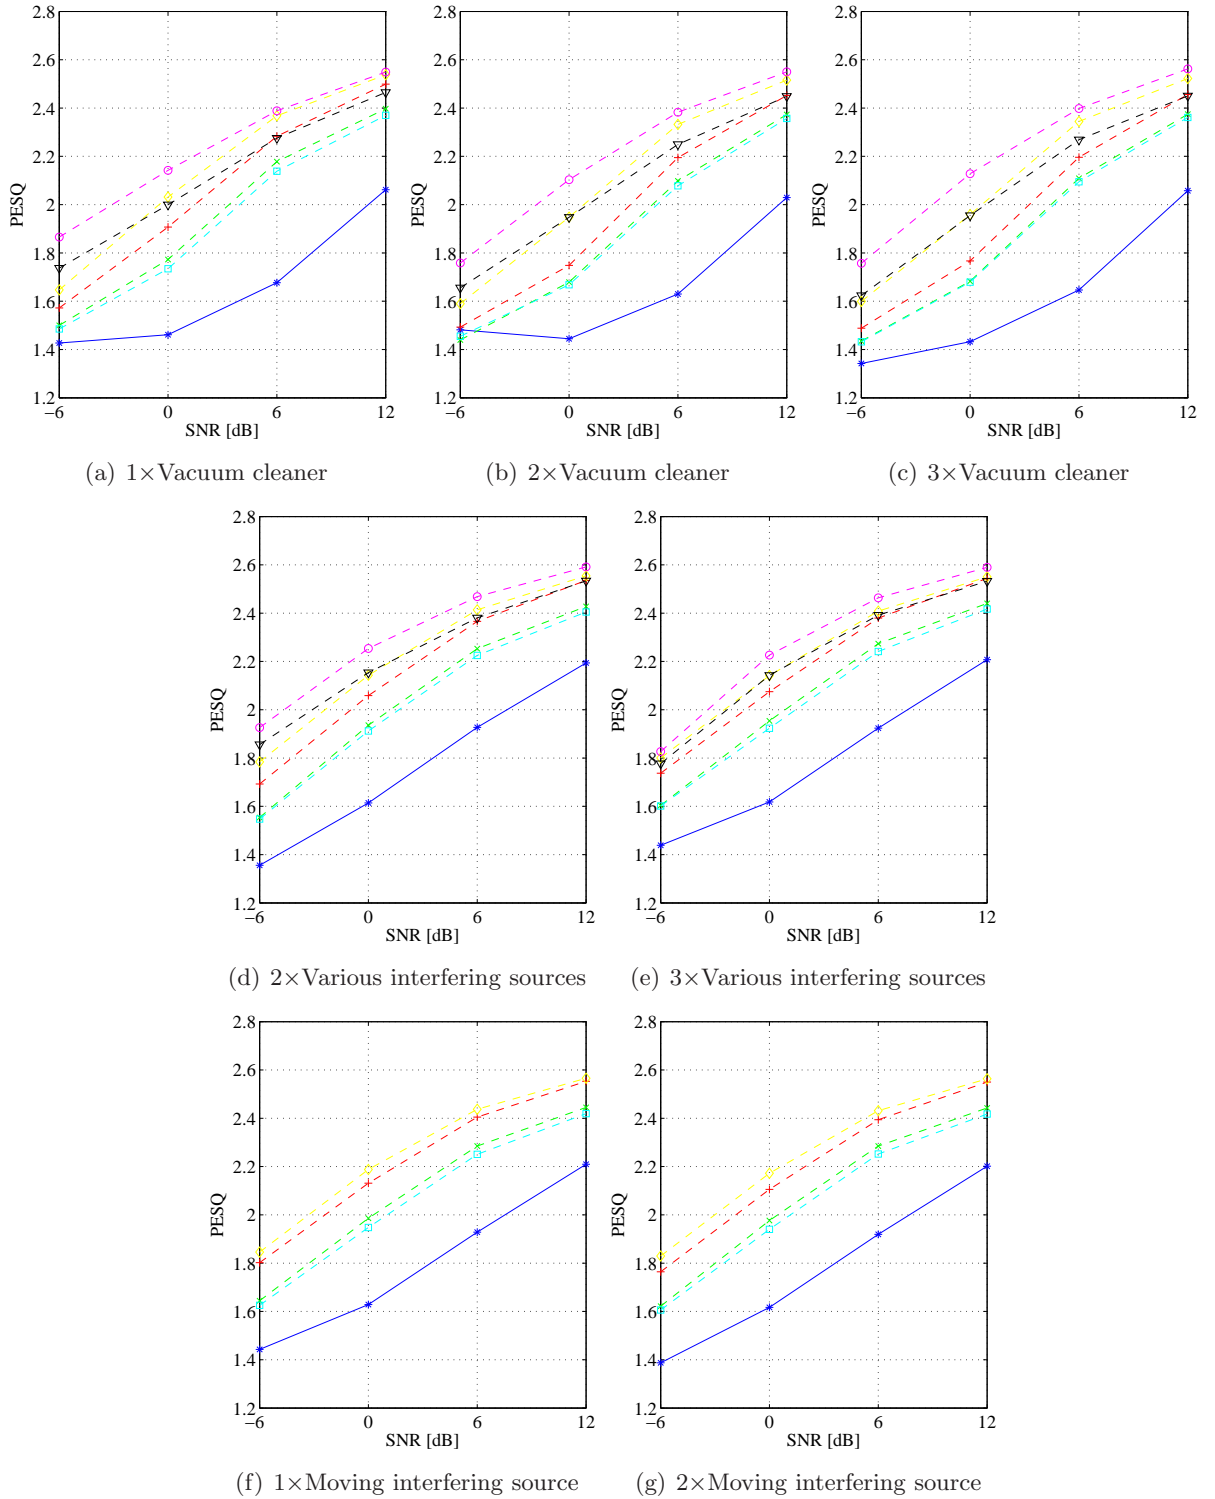 2.8
2.6
2.4
2.2
2
1.8
1.6
1.4
1.2
PESQ
−6 0 6 12
SNR [dB]
(a) 1×Vacuum cleaner
2.8
2.6
2.4
2.2
2
1.8
1.6
1.4
1.2
PESQ
−6 0 6 12
SNR [dB]
(b) 2×Vacuum cleaner
2.8
2.6
2.4
2.2
2
1.8
1.6
1.4
1.2
PESQ
−6 0 6 12
SNR [dB]
(c) 3×Vacuum cleaner
2.8
2.6
2.4
2.2
2
1.8
1.6
1.4
1.2
PESQ
−6 0 6 12
SNR [dB]
(d) 2×Various interfering sources
2.8
2.6
2.4
2.2
2
1.8
1.6
1.4
1.2
PESQ
−6 0 6 12
SNR [dB]
(e) 3×Various interfering sources
2.8
2.6
2.4
2.2
2
1.8
1.6
1.4
1.2
PESQ
−6 0 6 12
SNR [dB]
(f) 1×Moving interfering source
2.8
2.6
2.4
2.2
2
1.8
1.6
1.4
1.2
PESQ
−6 0 6 12
SNR [dB]
(g) 2×Moving interfering source